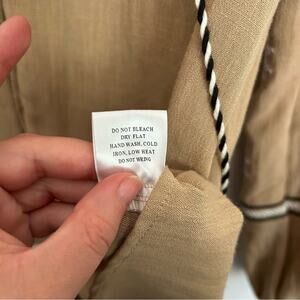 DO NOT BLEACH
DRY FLAT
HAND WASH, COLD
IRON, LOW HEAT
DO NOT WRING